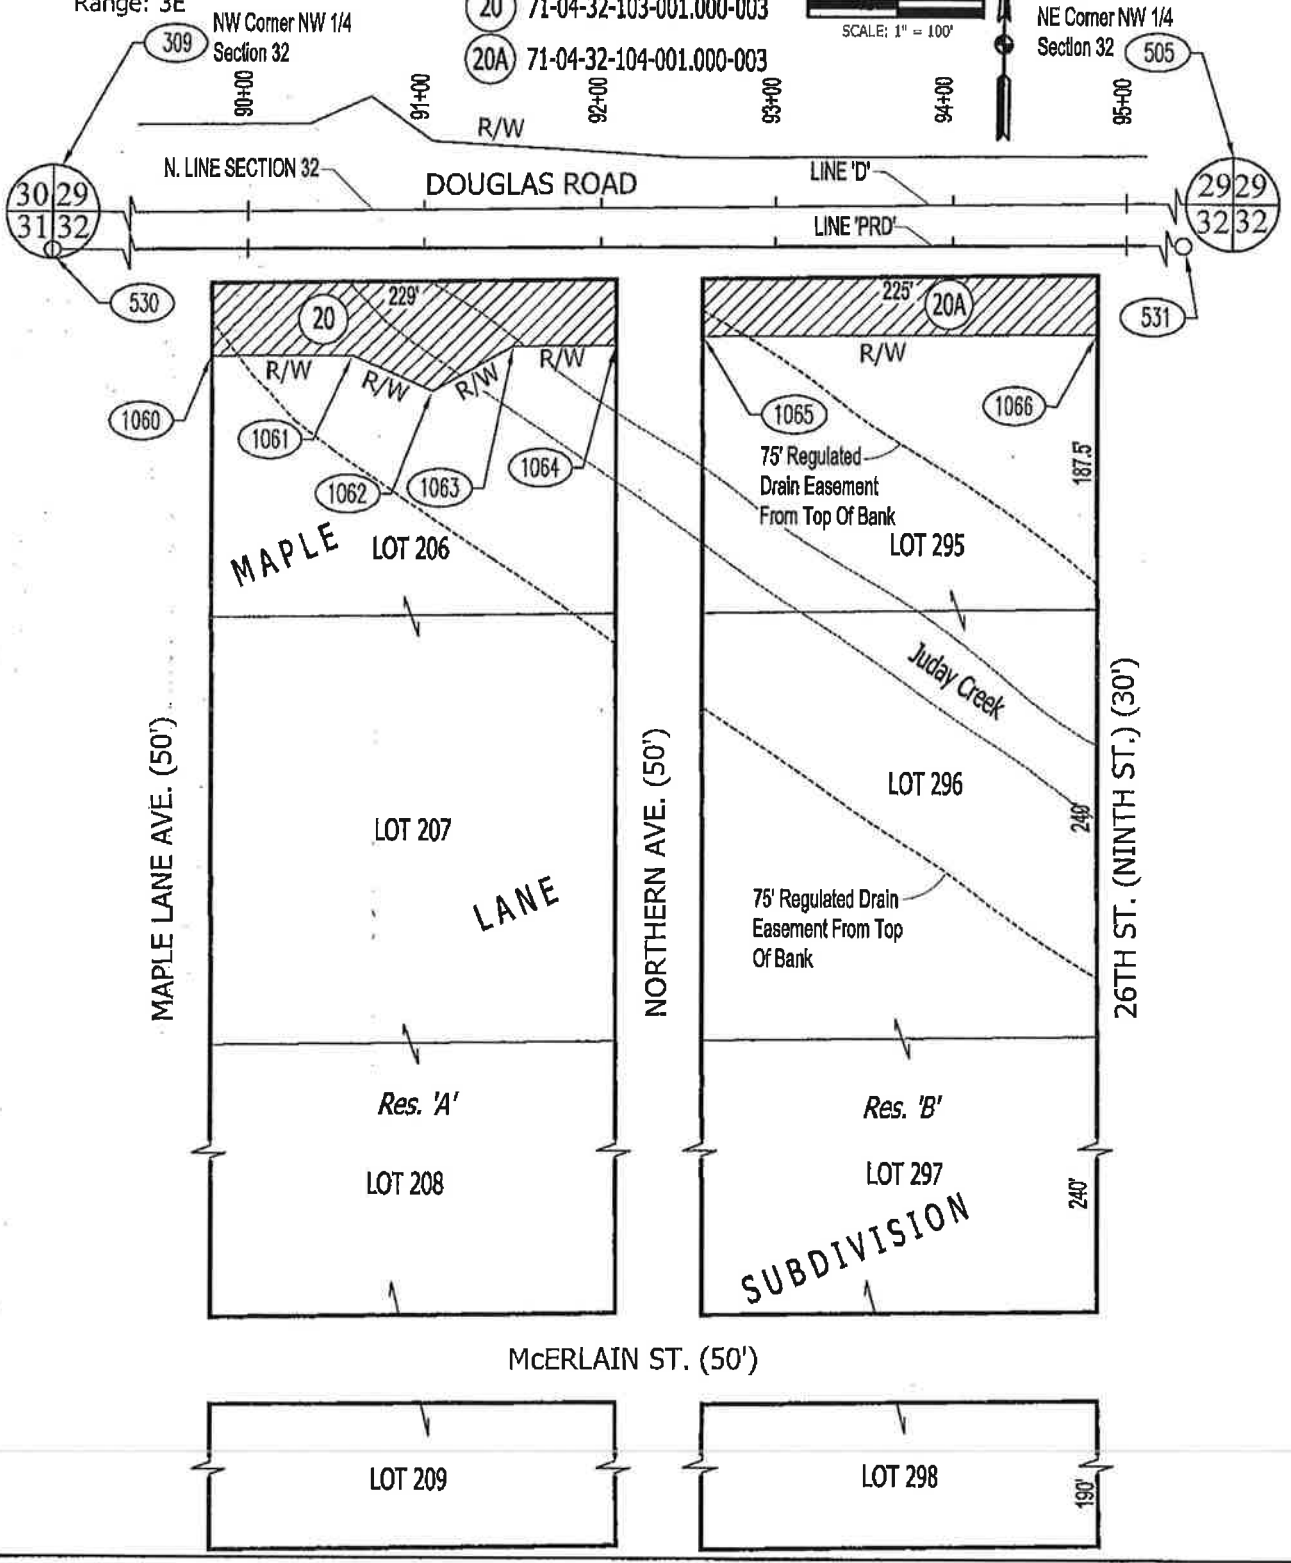 Range: 3E
309
NW Corner NW 1/4
Section 32
20 71-04-32-103-001.000-003
20A 71-04-32-104-001.000-003
SCALE: 1" = 100'
NE Corner NW 1/4
Section 32
505
90+00
91+00
92+00
93+00
94+00
95+00
R/W
N. LINE SECTION 32
DOUGLAS ROAD
LINE 'D'
LINE 'PRD'
30 29
31 32
29 29
32 32
530
531
20
229'
225'
20A
R/W
R/W
R/W
R/W
R/W
1060
1061
1062
1063
1064
1065
1066
75' Regulated
Drain Easement
From Top Of Bank
187.5'
MAPLE
LOT 206
LOT 295
Juday Creek
LOT 207
LOT 296
240'
LANE
75' Regulated Drain
Easement From Top
Of Bank
MAPLE LANE AVE. (50')
NORTHERN AVE. (50')
26TH ST. (NINTH ST.) (30')
Res. 'A'
Res. 'B'
LOT 208
LOT 297
240'
SUBDIVISION
McERLAIN ST. (50')
LOT 209
LOT 298
190'